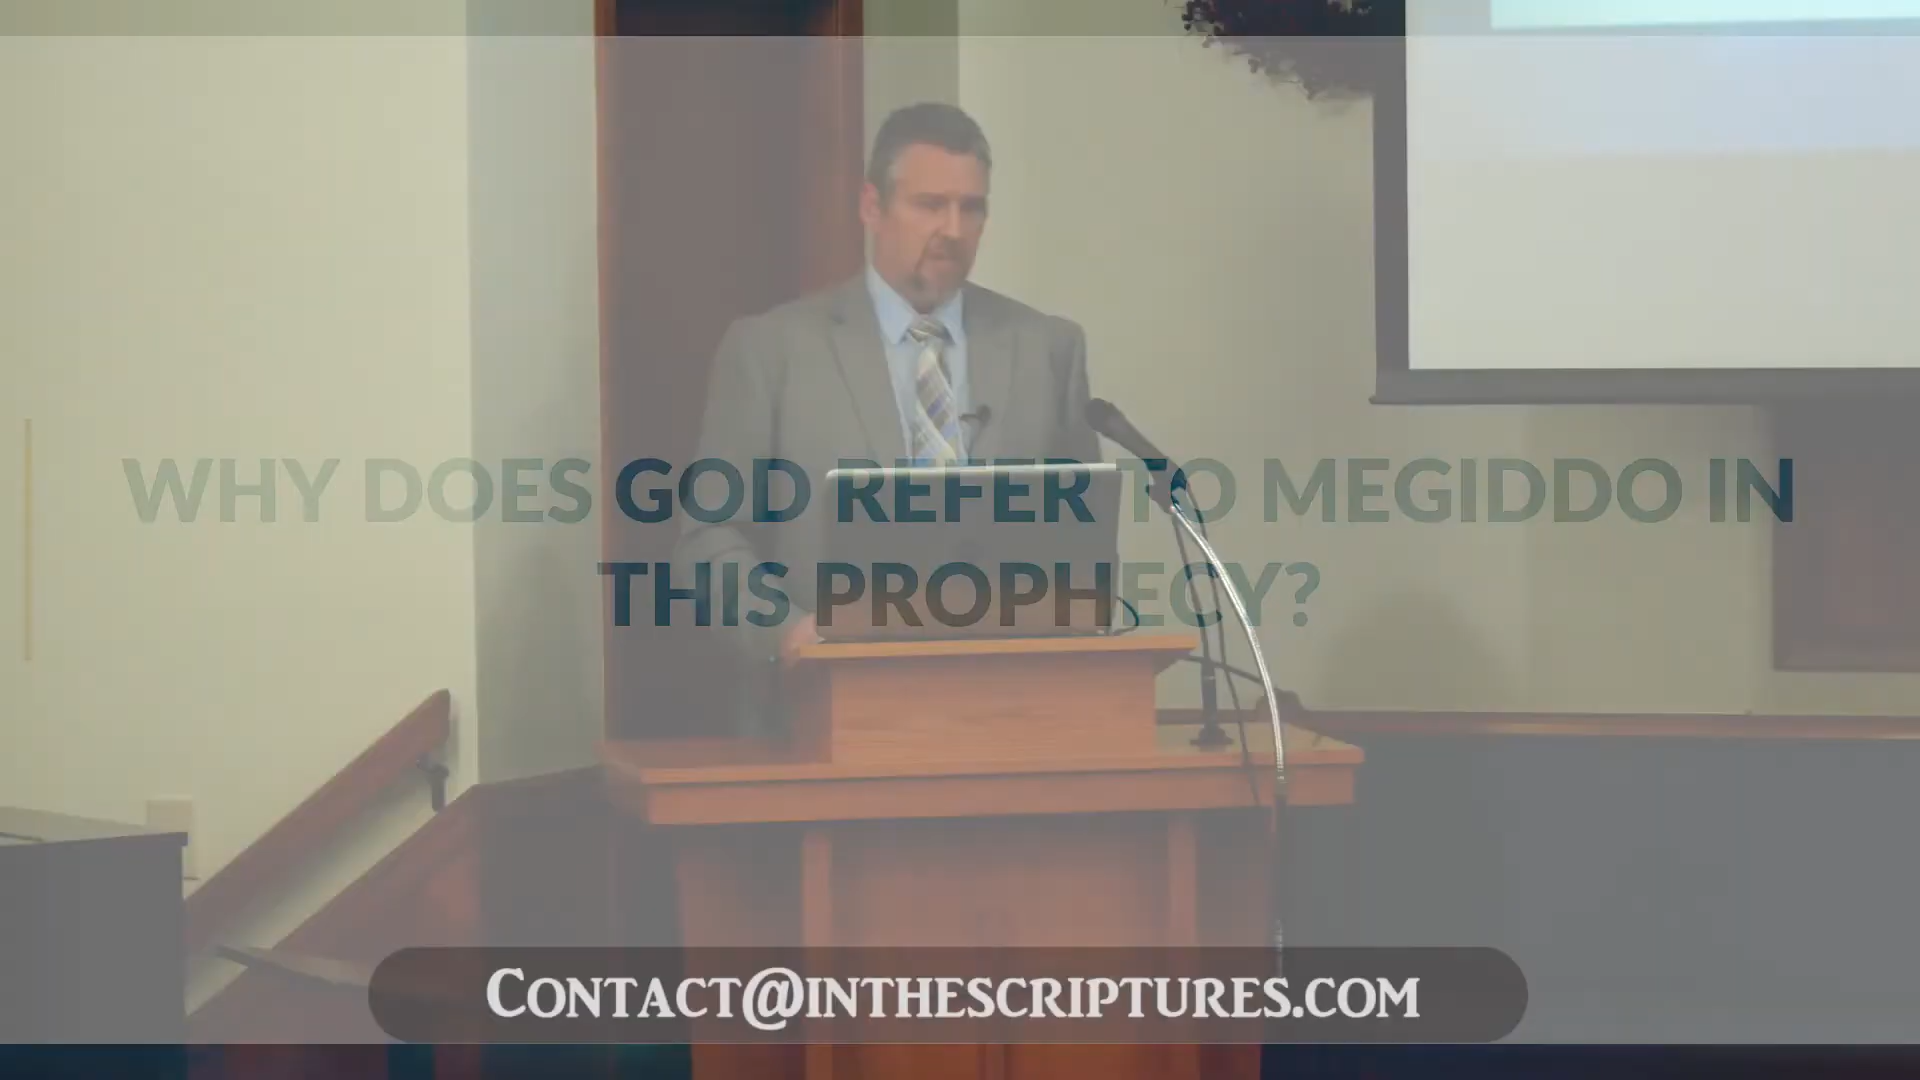 WHY DOES GOD REFER TO MEGIDDO IN
THIS PROPHECY?
Contact@inthescriptures.com